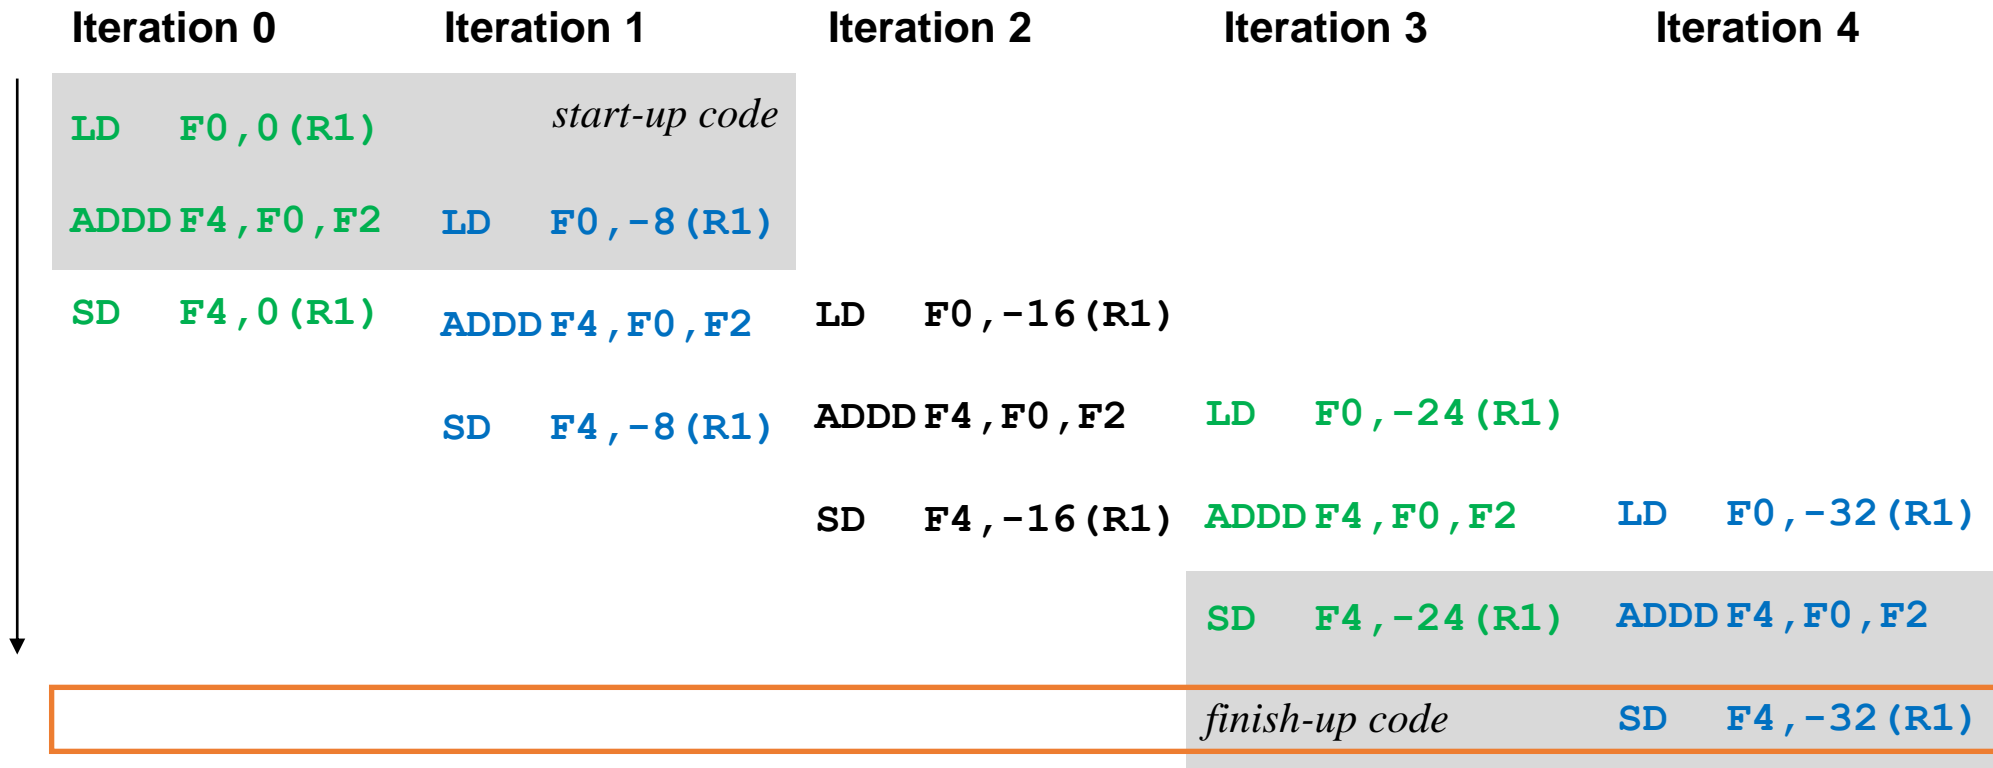 Iteration 0 Iteration 1 Iteration 2 Iteration 3 Iteration 4
LD F0,0(R1) start-up code
ADDD F4,F0,F2 LD F0,-8(R1)
SD F4,0(R1) ADDD F4,F0,F2 LD F0,-16(R1)
SD F4,-8(R1) ADDD F4,F0,F2 LD F0,-24(R1)
SD F4,-16(R1) ADDD F4,F0,F2 LD F0,-32(R1)
SD F4,-24(R1) ADDD F4,F0,F2
finish-up code SD F4,-32(R1)